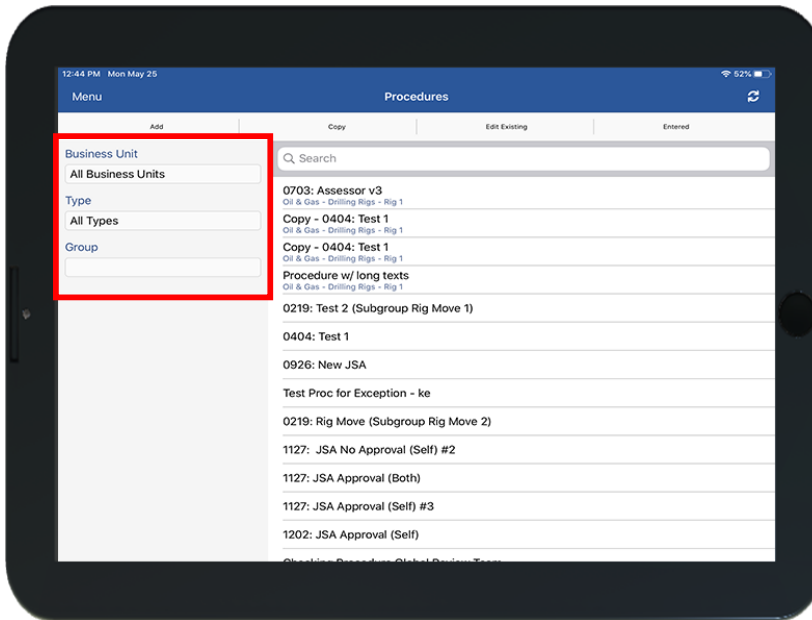 12:44 PM Mon May 25
52%
Menu
Procedures
Add
Copy
Edit Existing
Entered
Business Unit
All Business Units
Type
All Types
Group
Search
0703: Assessor v3
Oil & Gas - Drilling Rigs - Rig 1
Copy - 0404: Test 1
Oil & Gas - Drilling Rigs - Rig 1
Copy - 0404: Test 1
Oil & Gas - Drilling Rigs - Rig 1
Procedure w/ long texts
Oil & Gas - Drilling Rigs - Rig 1
0219: Test 2 (Subgroup Rig Move 1)
0404: Test 1
0926: New JSA
Test Proc for Exception - ke
0219: Rig Move (Subgroup Rig Move 2)
1127:  JSA No Approval (Self) #2
1127: JSA Approval (Both)
1127: JSA Approval (Self) #3
1202: JSA Approval (Self)
Checking Procedure Global Review Team